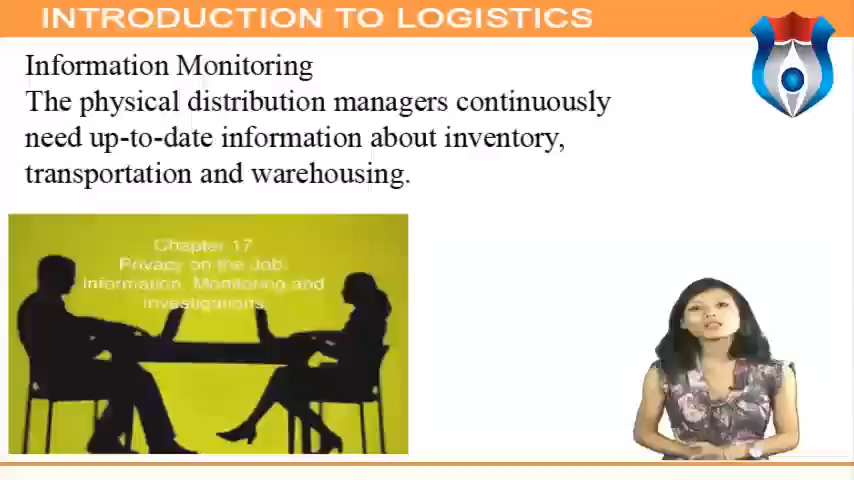 INTRODUCTION TO LOGISTICS
Information Monitoring
The physical distribution managers continuously
need up-to-date information about inventory,
transportation and warehousing.
Chapter 17
Privacy on the Job:
Information, Monitoring and
Investigations